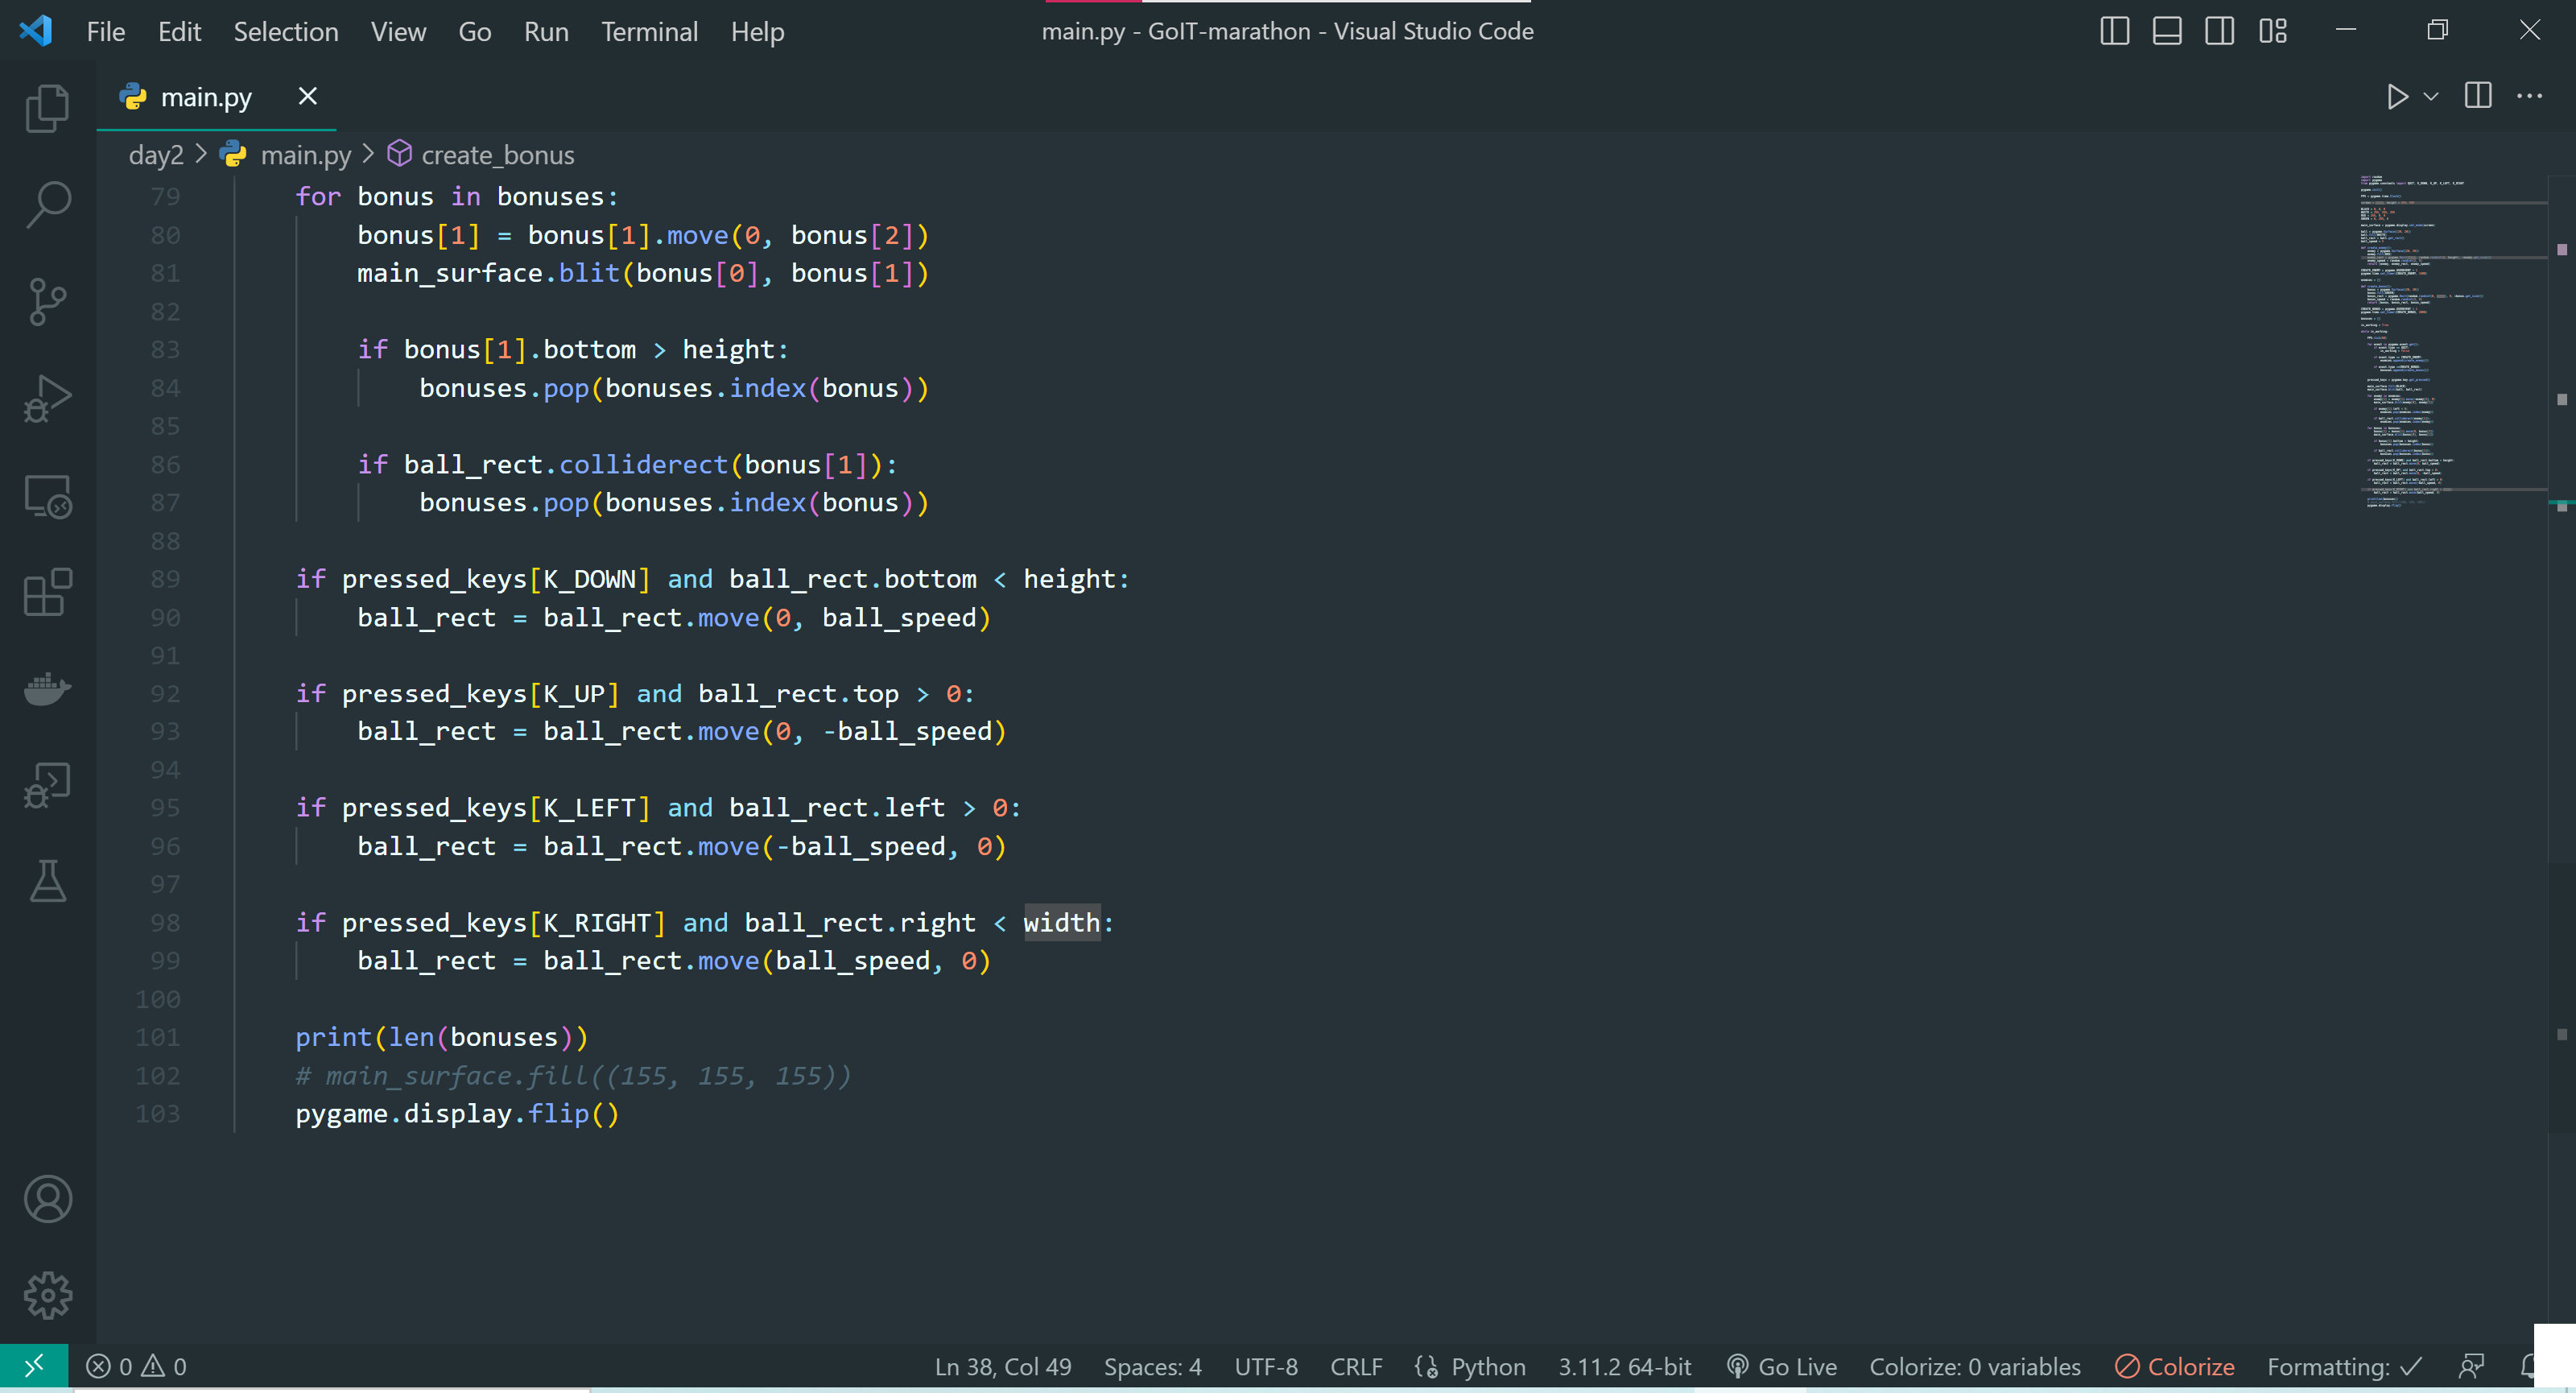 File Edit Selection View Go Run Terminal Help main.py - GoIT-marathon - Visual Studio Code
main.py
day2 > main.py > create_bonus
79 for bonus in bonuses:
80 bonus[1] = bonus[1].move(0, bonus[2])
81 main_surface.blit(bonus[0], bonus[1])
82
83 if bonus[1].bottom > height:
84 bonuses.pop(bonuses.index(bonus))
85
86 if ball_rect.colliderect(bonus[1]):
87 bonuses.pop(bonuses.index(bonus))
88
89 if pressed_keys[K_DOWN] and ball_rect.bottom < height:
90 ball_rect = ball_rect.move(0, ball_speed)
91
92 if pressed_keys[K_UP] and ball_rect.top > 0:
93 ball_rect = ball_rect.move(0, -ball_speed)
94
95 if pressed_keys[K_LEFT] and ball_rect.left > 0:
96 ball_rect = ball_rect.move(-ball_speed, 0)
97
98 if pressed_keys[K_RIGHT] and ball_rect.right < width:
99 ball_rect = ball_rect.move(ball_speed, 0)
100
101 print(len(bonuses))
102 # main_surface.fill((155, 155, 155))
103 pygame.display.flip()
0 0 Ln 38, Col 49 Spaces: 4 UTF-8 CRLF Python 3.11.2 64-bit Go Live Colorize: 0 variables Colorize Formatting: